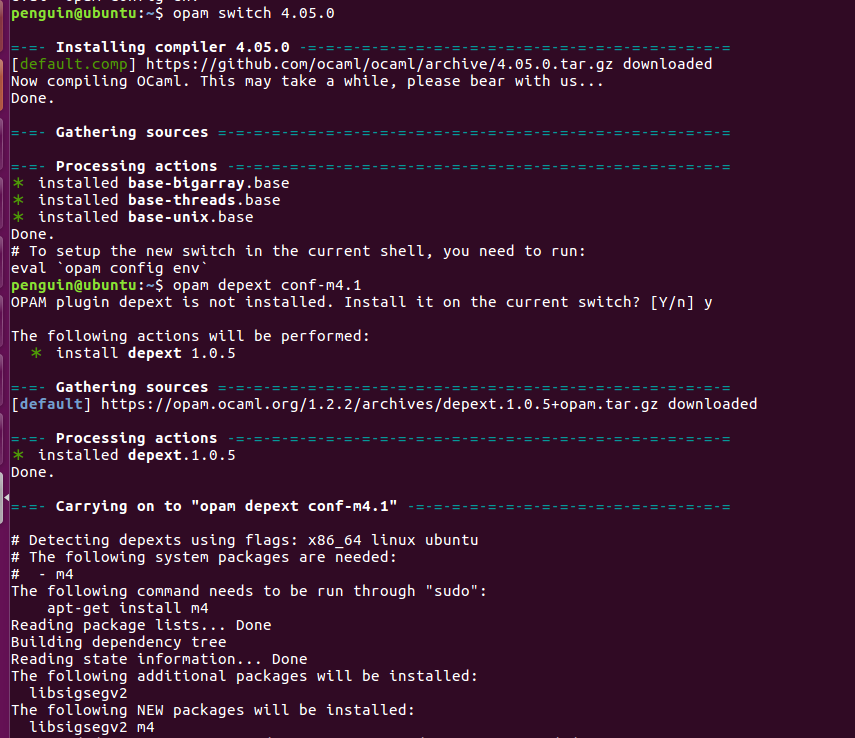 penguin@ubuntu:~$ opam switch 4.05.0
=-=- Installing compiler 4.05.0 -=-=-=-=-=-=-=-=-=-=-=-=-=-=-=-=-=-=-=-=-=-=-=-=
[default.comp] https://github.com/ocaml/ocaml/archive/4.05.0.tar.gz downloaded
Now compiling OCaml. This may take a while, please bear with us...
Done.
=-=- Gathering sources =-=-=-=-=-=-=-=-=-=-=-=-=-=-=-=-=-=-=-=-=-=-=-=-=-=-=-=-=
=-=- Processing actions -=-=-=-=-=-=-=-=-=-=-=-=-=-=-=-=-=-=-=-=-=-=-=-=-=-=-=-=
∗ installed base-bigarray.base
∗ installed base-threads.base
∗ installed base-unix.base
Done.
# To setup the new switch in the current shell, you need to run:
eval `opam config env`
penguin@ubuntu:~$ opam depext conf-m4.1
OPAM plugin depext is not installed. Install it on the current switch? [Y/n] y
The following actions will be performed:
∗ install depext 1.0.5
=-=- Gathering sources =-=-=-=-=-=-=-=-=-=-=-=-=-=-=-=-=-=-=-=-=-=-=-=-=-=-=-=-=
[default] https://opam.ocaml.org/1.2.2/archives/depext.1.0.5+opam.tar.gz downloaded
=-=- Processing actions -=-=-=-=-=-=-=-=-=-=-=-=-=-=-=-=-=-=-=-=-=-=-=-=-=-=-=-=
∗ installed depext.1.0.5
Done.
=-=- Carrying on to "opam depext conf-m4.1" -=-=-=-=-=-=-=-=-=-=-=-=-=-=-=-=-=-=
# Detecting depexts using flags: x86_64 linux ubuntu
# The following system packages are needed:
#  - m4
The following command needs to be run through "sudo":
    apt-get install m4
Reading package lists... Done
Building dependency tree
Reading state information... Done
The following additional packages will be installed:
  libsigsegv2
The following NEW packages will be installed:
  libsigsegv2 m4